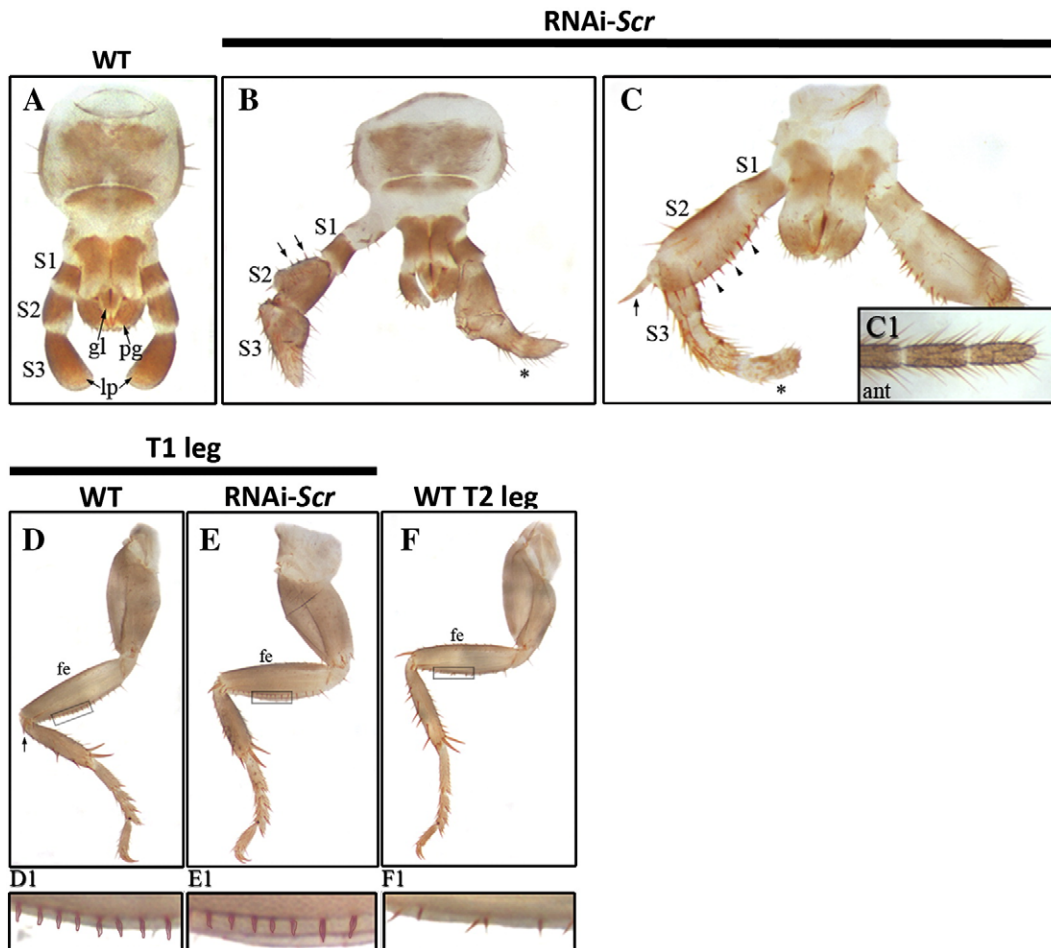 RNAi-Scr
WT
A
S1
S2
S3
gl
pg
lp
B
S1
S2
S3
*
C
S1
S2
S3
*
C1
ant
T1 leg
WT
RNAi-Scr
WT T2 leg
D
fe
E
fe
F
fe
D1
E1
F1